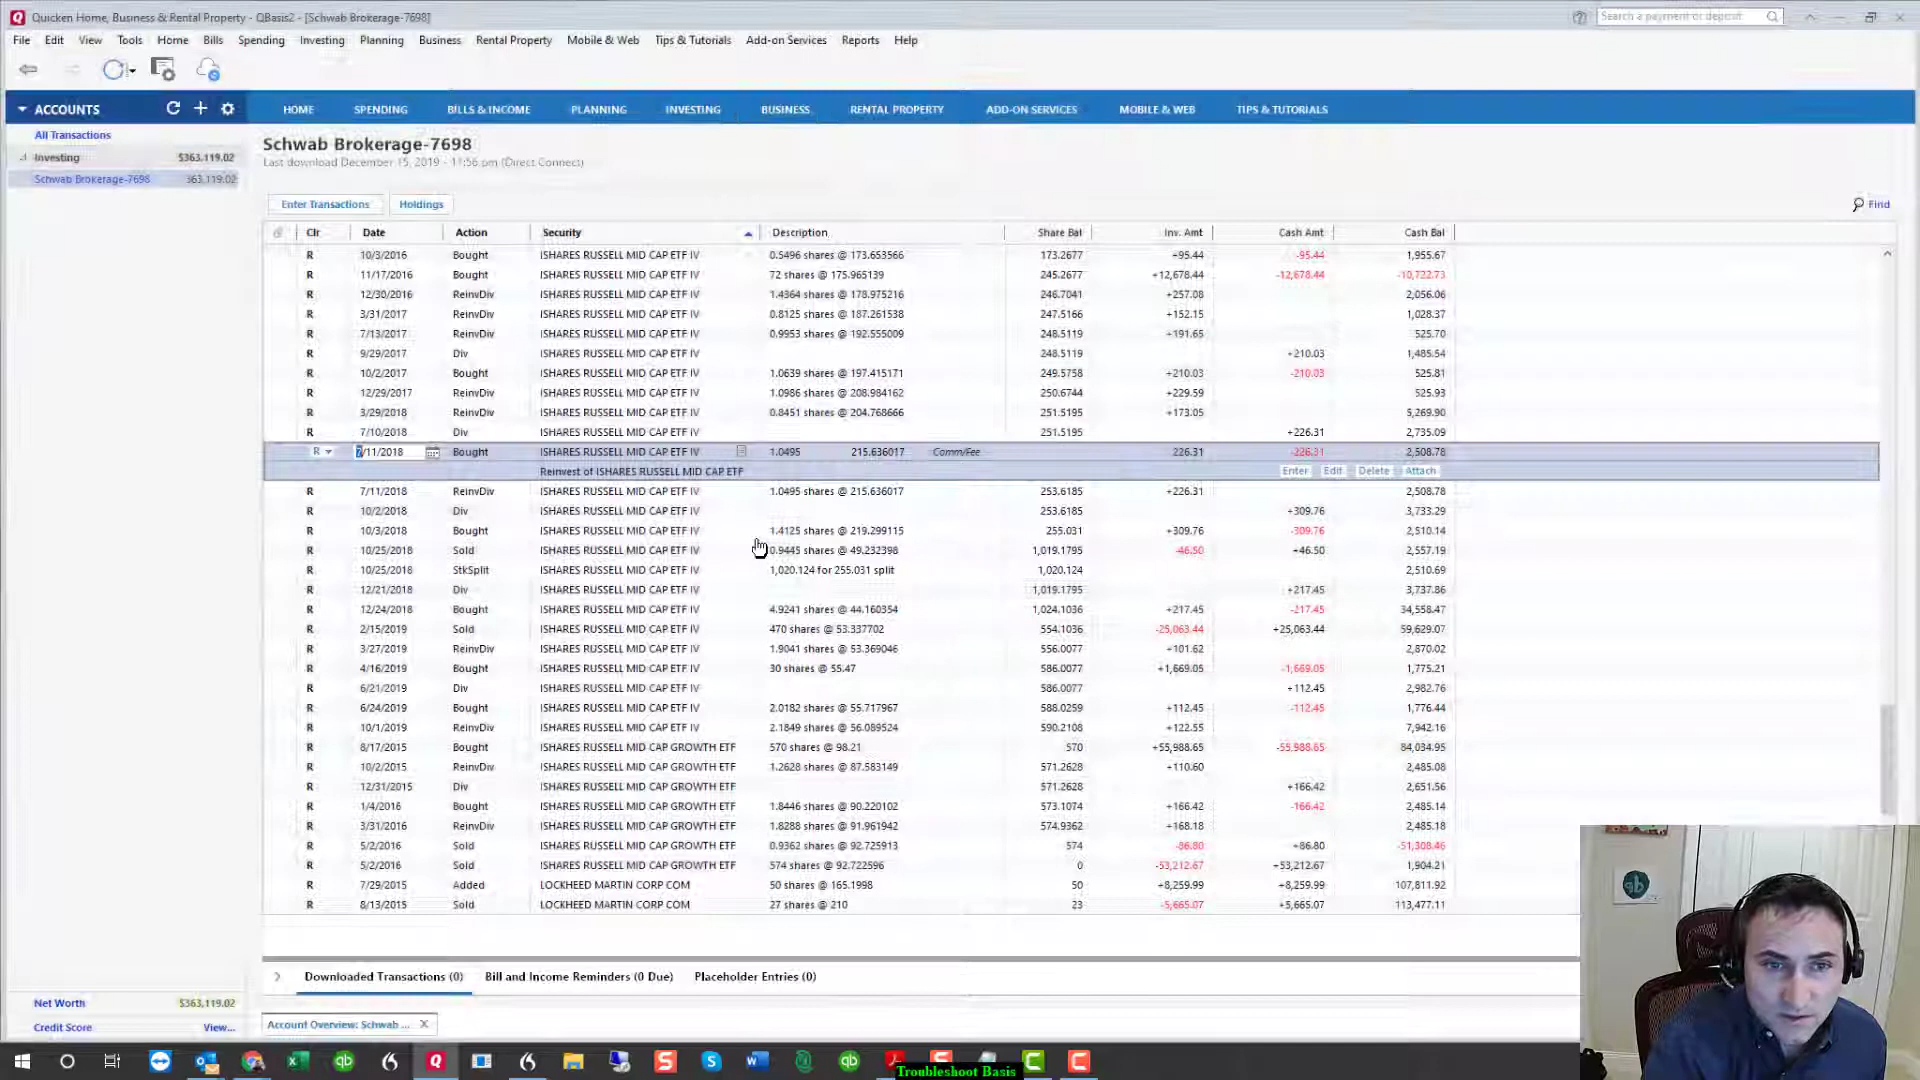 Quicken Home, Business & Rental Property - QBasis2 - [Schwab Brokerage-7698]
Search a payment or deposit
File Edit View Tools Home Bills Spending Investing Planning Business Rental Property Mobile & Web Tips & Tutorials Add-on Services Reports Help
ACCOUNTS
HOME SPENDING BILLS & INCOME PLANNING INVESTING BUSINESS RENTAL PROPERTY ADD-ON SERVICES MOBILE & WEB TIPS & TUTORIALS
All Transactions
Investing $363,119.02
Schwab Brokerage-7698 363,119.02
Schwab Brokerage-7698
Last download December 15, 2019 - 11:56 pm (Direct Connect)
Enter Transactions Holdings Find
Clr Date Action Security Description Share Bal Inv. Amt Cash Amt Cash Bal
R 10/3/2016 Bought ISHARES RUSSELL MID CAP ETF IV 0.5496 shares @ 173.653566 173.2677 +95.44 -95.44 1,955.67
R 11/17/2016 Bought ISHARES RUSSELL MID CAP ETF IV 72 shares @ 175.965139 245.2677 +12,678.44 -12,678.44 -10,722.73
R 12/30/2016 ReinvDiv ISHARES RUSSELL MID CAP ETF IV 1.4364 shares @ 178.975216 246.7041 +257.08 2,056.06
R 3/31/2017 ReinvDiv ISHARES RUSSELL MID CAP ETF IV 0.8125 shares @ 187.261538 247.5166 +152.15 1,028.37
R 7/13/2017 ReinvDiv ISHARES RUSSELL MID CAP ETF IV 0.9953 shares @ 192.555009 248.5119 +191.65 525.70
R 9/29/2017 Div ISHARES RUSSELL MID CAP ETF IV 248.5119 +210.03 1,485.54
R 10/2/2017 Bought ISHARES RUSSELL MID CAP ETF IV 1.0639 shares @ 197.415171 249.5758 +210.03 -210.03 525.81
R 12/29/2017 ReinvDiv ISHARES RUSSELL MID CAP ETF IV 1.0986 shares @ 208.984162 250.6744 +229.59 525.93
R 3/29/2018 ReinvDiv ISHARES RUSSELL MID CAP ETF IV 0.8451 shares @ 204.768666 251.5195 +173.05 5,269.90
R 7/10/2018 Div ISHARES RUSSELL MID CAP ETF IV 251.5195 +226.31 2,735.09
R 7/11/2018 Bought ISHARES RUSSELL MID CAP ETF IV 1.0495 215.636017 Comm/Fee 226.31 -226.31 2,508.78
Reinvest of ISHARES RUSSELL MID CAP ETF Enter Edit Delete Attach
R 7/11/2018 ReinvDiv ISHARES RUSSELL MID CAP ETF IV 1.0495 shares @ 215.636017 253.6185 +226.31 2,508.78
R 10/2/2018 Div ISHARES RUSSELL MID CAP ETF IV 253.6185 +309.76 3,733.29
R 10/3/2018 Bought ISHARES RUSSELL MID CAP ETF IV 1.4125 shares @ 219.299115 255.031 +309.76 -309.76 2,510.14
R 10/25/2018 Sold ISHARES RUSSELL MID CAP ETF IV 0.9445 shares @ 49.232398 1,019.1795 -46.50 +46.50 2,557.19
R 10/25/2018 StkSplit ISHARES RUSSELL MID CAP ETF IV 1,020.124 for 255.031 split 1,020.124 2,510.69
R 12/21/2018 Div ISHARES RUSSELL MID CAP ETF IV 1,019.1795 +217.45 3,737.86
R 12/24/2018 Bought ISHARES RUSSELL MID CAP ETF IV 4.9241 shares @ 44.160354 1,024.1036 +217.45 -217.45 34,558.47
R 2/15/2019 Sold ISHARES RUSSELL MID CAP ETF IV 470 shares @ 53.337702 554.1036 -25,063.44 +25,063.44 59,629.07
R 3/27/2019 ReinvDiv ISHARES RUSSELL MID CAP ETF IV 1.9041 shares @ 53.369046 556.0077 +101.62 2,870.02
R 4/16/2019 Bought ISHARES RUSSELL MID CAP ETF IV 30 shares @ 55.47 586.0077 +1,669.05 -1,669.05 1,775.21
R 6/21/2019 Div ISHARES RUSSELL MID CAP ETF IV 586.0077 +112.45 2,982.76
R 6/24/2019 Bought ISHARES RUSSELL MID CAP ETF IV 2.0182 shares @ 55.717967 588.0259 +112.45 -112.45 1,776.44
R 10/1/2019 ReinvDiv ISHARES RUSSELL MID CAP ETF IV 2.1849 shares @ 56.089524 590.2108 +122.55 7,942.16
R 8/17/2015 Bought ISHARES RUSSELL MID CAP GROWTH ETF 570 shares @ 98.21 570 +55,988.65 -55,988.65 84,034.95
R 10/2/2015 ReinvDiv ISHARES RUSSELL MID CAP GROWTH ETF 1.2628 shares @ 87.583149 571.2628 +110.60 2,485.08
R 12/31/2015 Div ISHARES RUSSELL MID CAP GROWTH ETF 571.2628 +166.42 2,651.56
R 1/4/2016 Bought ISHARES RUSSELL MID CAP GROWTH ETF 1.8446 shares @ 90.220102 573.1074 +166.42 -166.42 2,485.14
R 3/31/2016 ReinvDiv ISHARES RUSSELL MID CAP GROWTH ETF 1.8288 shares @ 91.961942 574.9362 +168.18 2,485.18
R 5/2/2016 Sold ISHARES RUSSELL MID CAP GROWTH ETF 0.9362 shares @ 92.725913 574 -86.80 +86.80 -51,308.46
R 5/2/2016 Sold ISHARES RUSSELL MID CAP GROWTH ETF 574 shares @ 92.722596 0 -53,212.67 +53,212.67 1,904.21
R 7/29/2015 Added LOCKHEED MARTIN CORP COM 50 shares @ 165.1998 50 +8,259.99 +8,259.99 107,811.92
R 8/13/2015 Sold LOCKHEED MARTIN CORP COM 27 shares @ 210 23 -5,665.07 +5,665.07 113,477.11
Downloaded Transactions (0) Bill and Income Reminders (0 Due) Placeholder Entries (0)
Net Worth $363,119.02
Credit Score View...
Account Overview: Schwab ...
Troubleshoot Basis